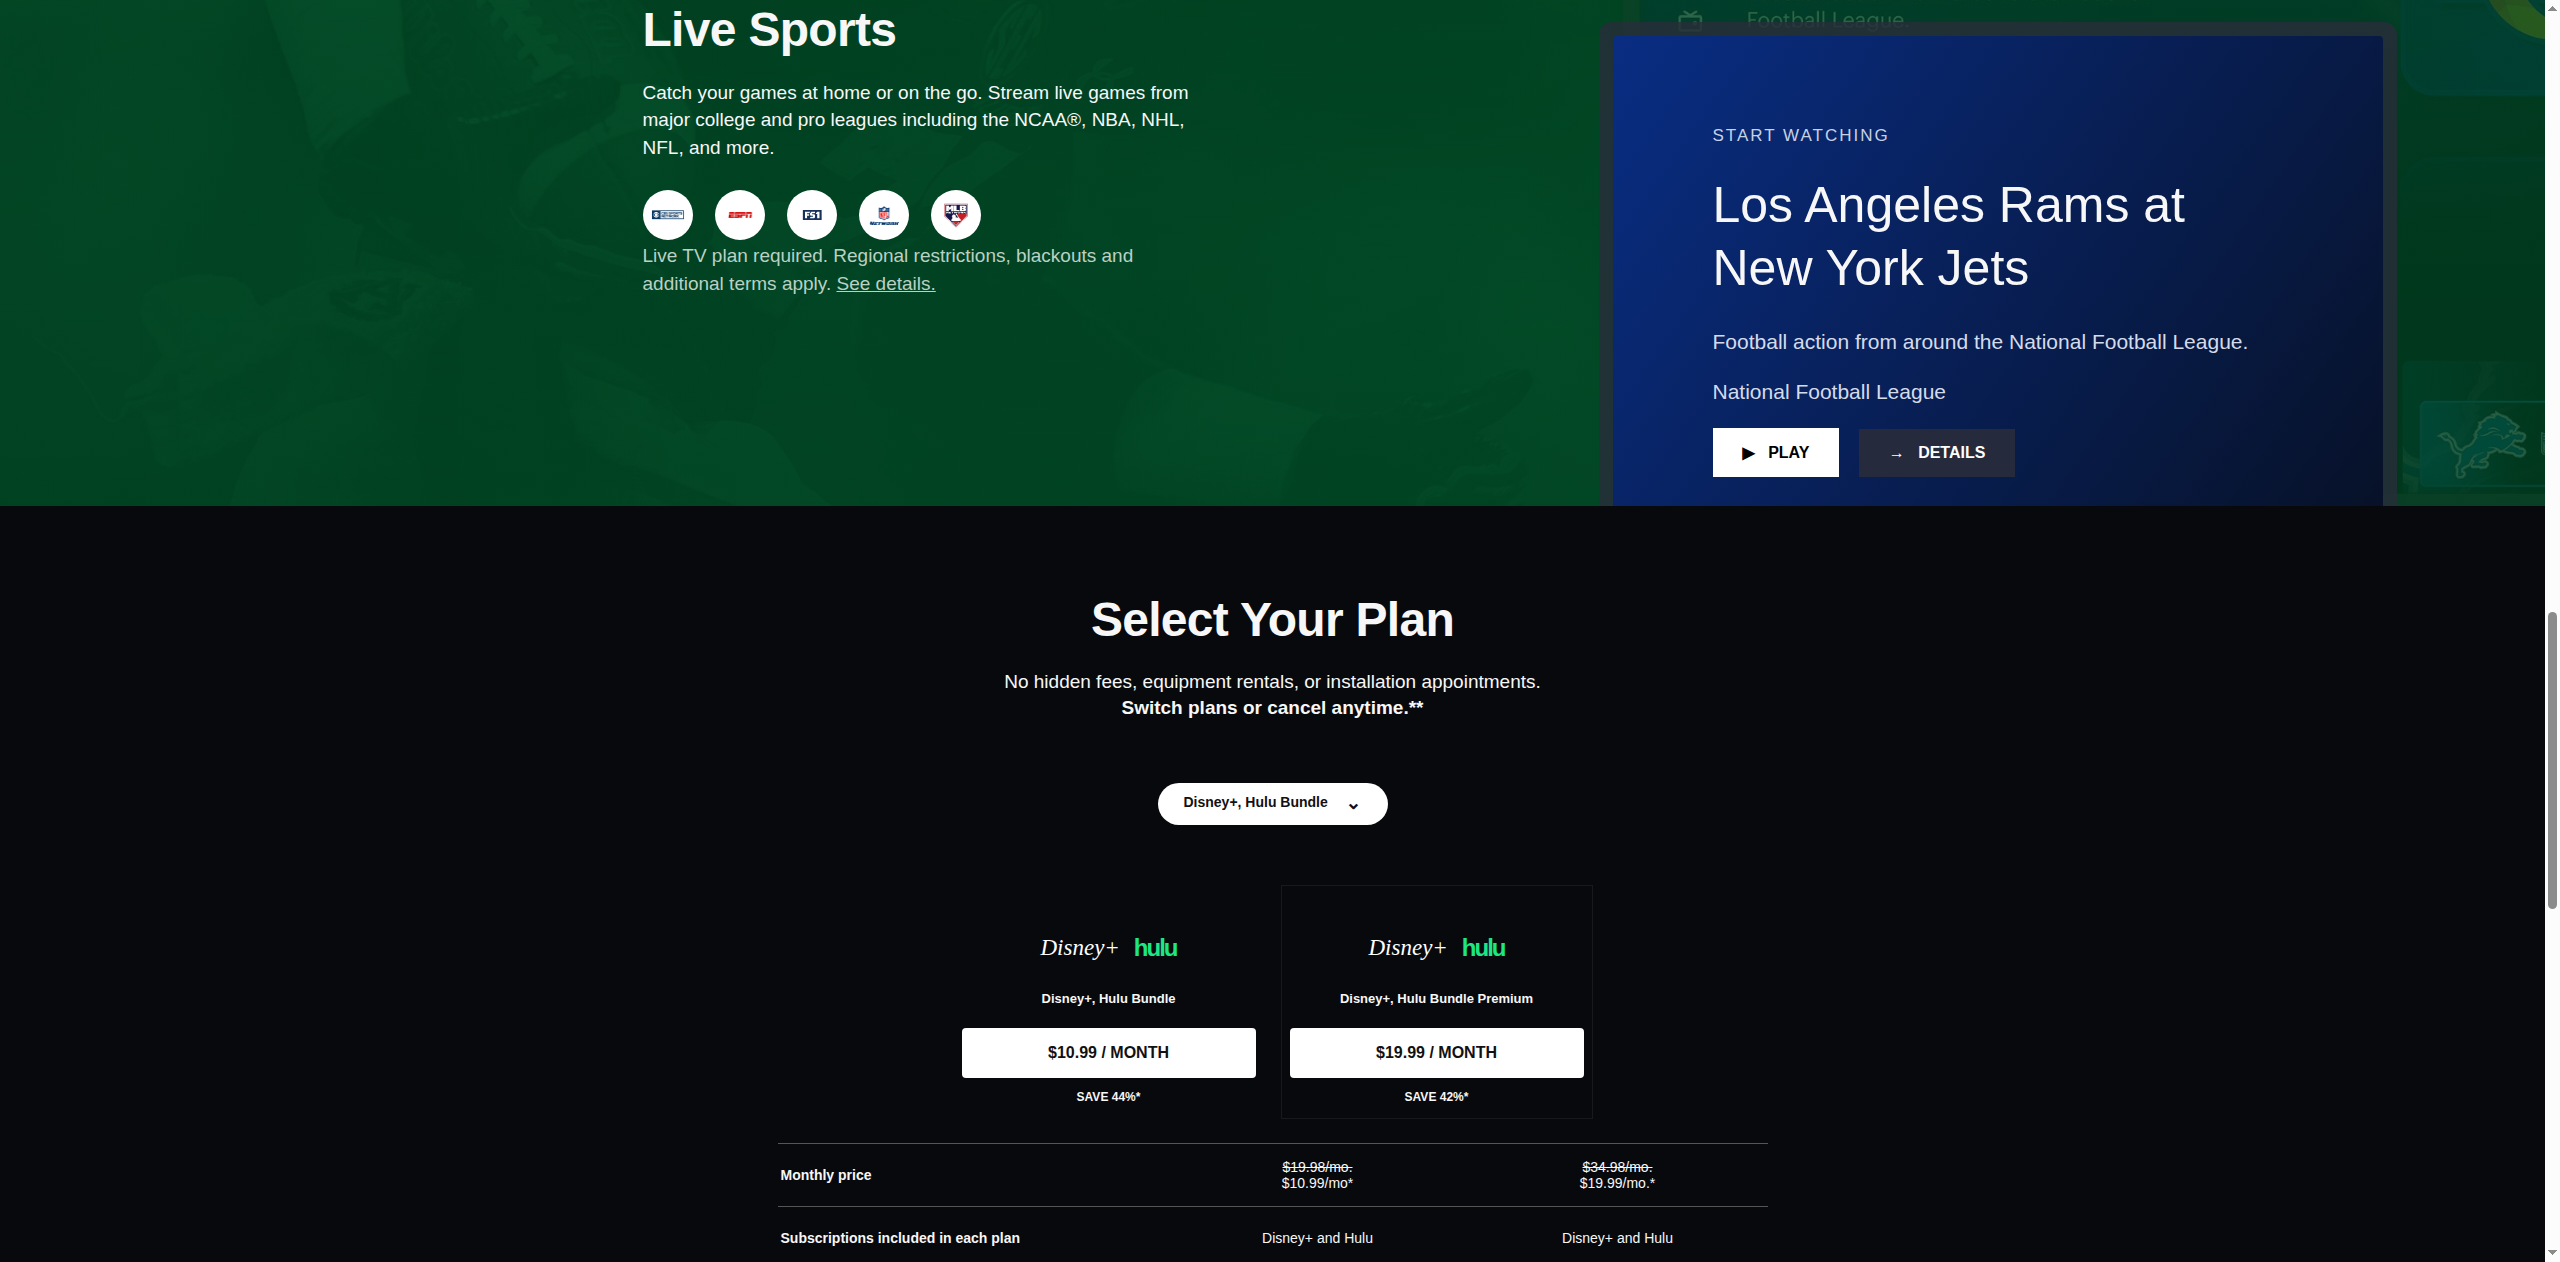 Live Sports
Catch your games at home or on the go. Stream live games from
major college and pro leagues including the NCAA®, NBA, NHL,
NFL, and more.
ESPN
FS1
Live TV plan required. Regional restrictions, blackouts and
additional terms apply. See details.
Football League.
START WATCHING
Los Angeles Rams at
New York Jets
Football action from around the National Football League.
National Football League
▶ PLAY
→ DETAILS
Select Your Plan
No hidden fees, equipment rentals, or installation appointments.
Switch plans or cancel anytime.**
Disney+, Hulu Bundle
Disney+ hulu
Disney+, Hulu Bundle
$10.99 / MONTH
SAVE 44%*
Disney+ hulu
Disney+, Hulu Bundle Premium
$19.99 / MONTH
SAVE 42%*
Monthly price
$19.98/mo.
$10.99/mo*
$34.98/mo.
$19.99/mo.*
Subscriptions included in each plan
Disney+ and Hulu
Disney+ and Hulu